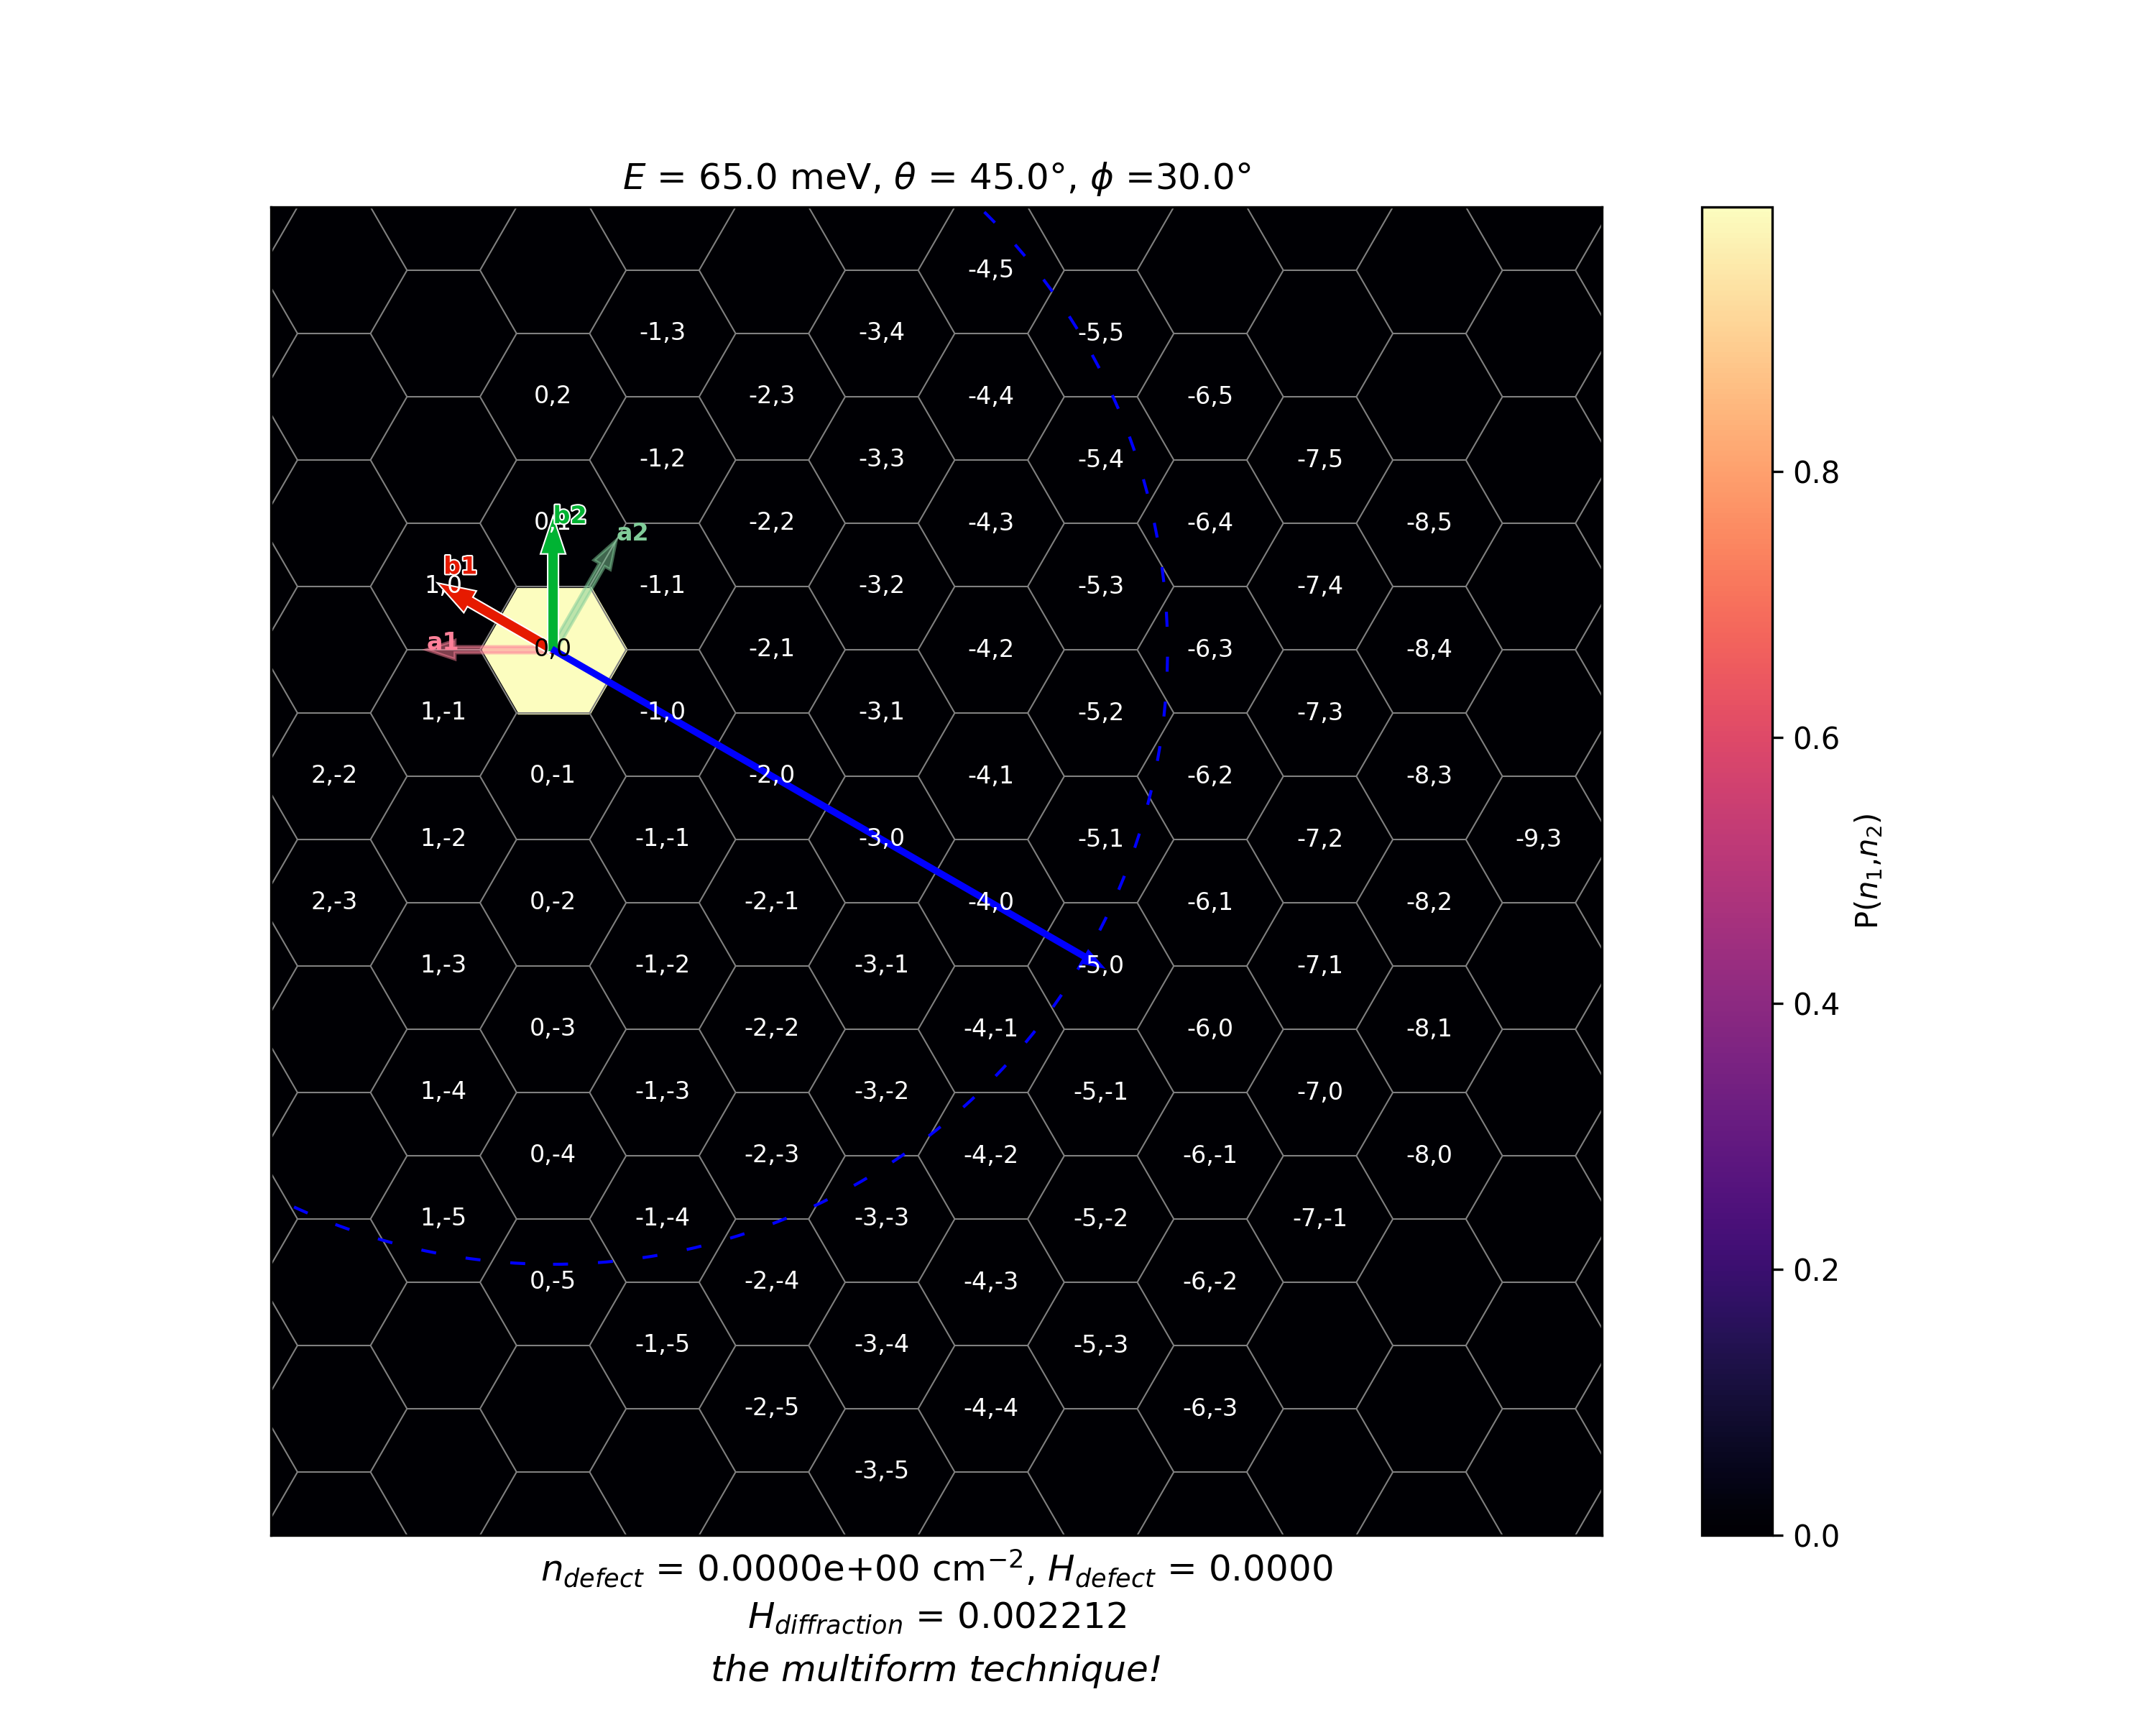 E = 65.0 meV, θ = 45.0°, ϕ =30.0°
-4,5
-1,3 -3,4 -5,5
0,2 -2,3 -4,4 -6,5
-1,2 -3,3 -5,4 -7,5
0,1 b2 a2 -2,2 -4,3 -6,4 -8,5
b1
1,0 -1,1 -3,2 -5,3 -7,4
a1 0,0 -2,1 -4,2 -6,3 -8,4
1,-1 -1,0 -3,1 -5,2 -7,3
2,-2 0,-1 -2,0 -4,1 -6,2 -8,3
1,-2 -1,-1 -3,0 -5,1 -7,2 -9,3
2,-3 0,-2 -2,-1 -4,0 -6,1 -8,2
1,-3 -1,-2 -3,-1 -5,0 -7,1
0,-3 -2,-2 -4,-1 -6,0 -8,1
1,-4 -1,-3 -3,-2 -5,-1 -7,0
0,-4 -2,-3 -4,-2 -6,-1 -8,0
1,-5 -1,-4 -3,-3 -5,-2 -7,-1
0,-5 -2,-4 -4,-3 -6,-2
-1,-5 -3,-4 -5,-3
-2,-5 -4,-4 -6,-3
-3,-5
0.8
0.6
0.4
0.2
0.0
P(n₁,n₂)
n_defect = 0.0000e+00 cm⁻², H_defect = 0.0000
H_diffraction = 0.002212
the multiform technique!